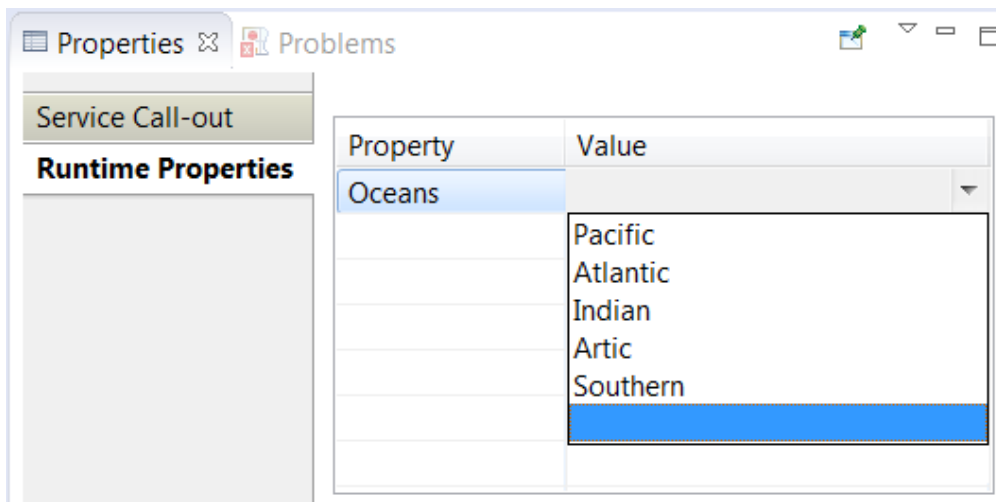 Properties Problems
Service Call-out
Runtime Properties
Property Value
Oceans
Pacific
Atlantic
Indian
Artic
Southern